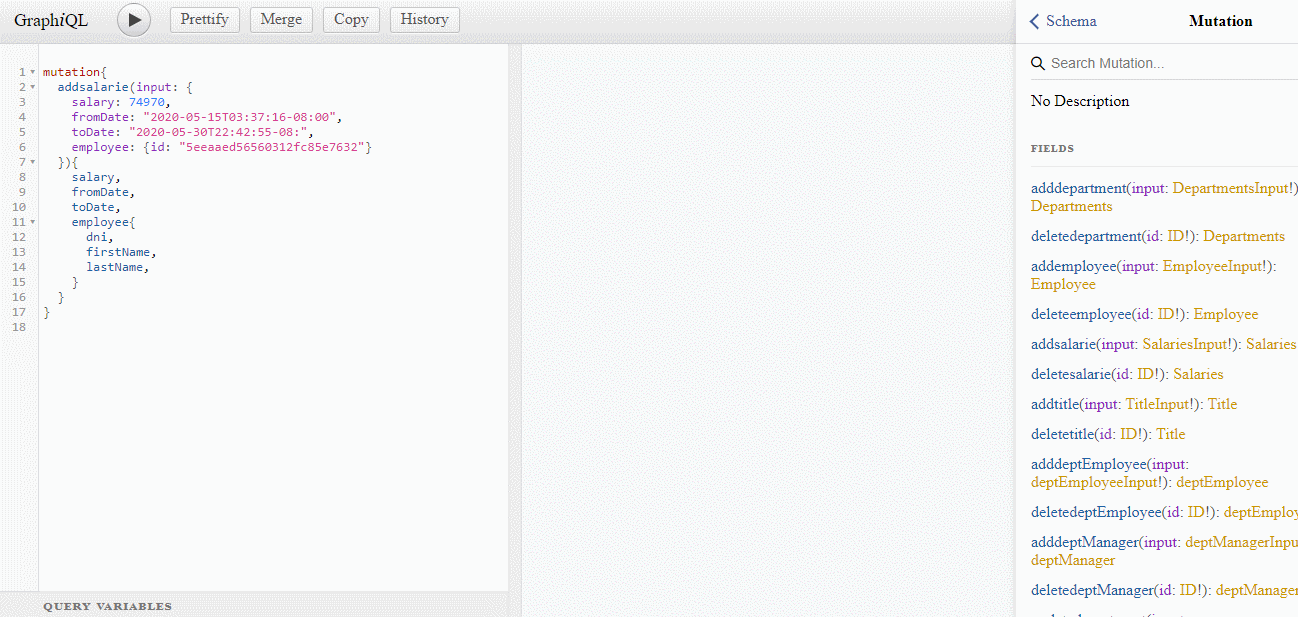 GraphiQL
Prettify
Merge
Copy
History
1 mutation{
2 addsalarie(input: {
3 salary: 74970,
4 fromDate: "2020-05-15T03:37:16-08:00",
5 toDate: "2020-05-30T22:42:55-08:",
6 employee: {id: "5eeaaed56560312fc85e7632"}
7 }){
8 salary,
9 fromDate,
10 toDate,
11 employee{
12 dni,
13 firstName,
14 lastName,
15 }
16 }
17 }
18
QUERY VARIABLES
Schema
Mutation
Search Mutation...
No Description
FIELDS
adddepartment(input: DepartmentsInput!)
Departments
deletedepartment(id: ID!): Departments
addemployee(input: EmployeeInput!):
Employee
deleteemployee(id: ID!): Employee
addsalarie(input: SalariesInput!): Salaries
deletesalarie(id: ID!): Salaries
addtitle(input: TitleInput!): Title
deletetitle(id: ID!): Title
adddeptEmployee(input:
deptEmployeeInput!): deptEmployee
deletedeptEmployee(id: ID!): deptEmploy
adddeptManager(input: deptManagerInpu
deptManager
deletedeptManager(id: ID!): deptManager